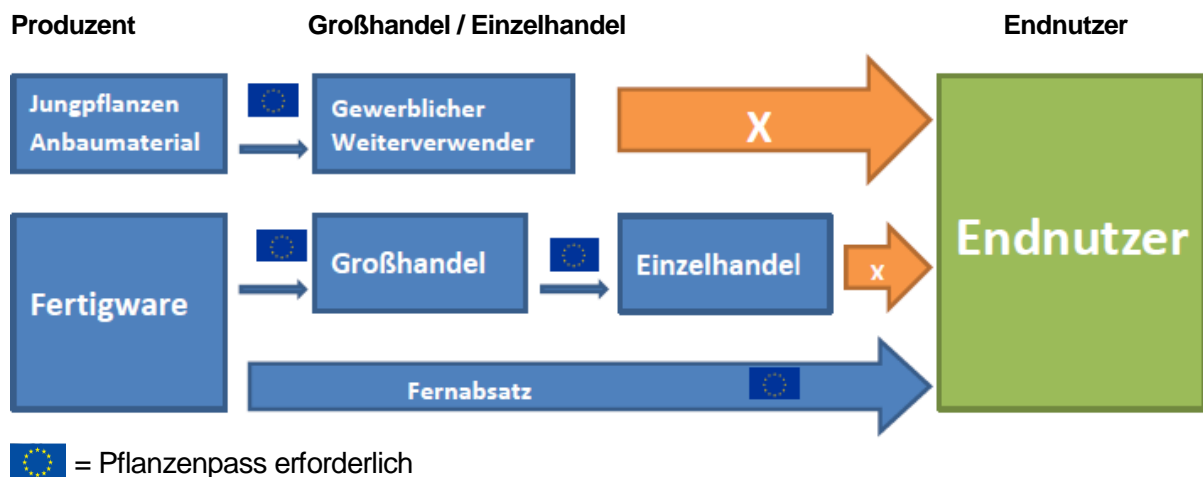 Produzent
Großhandel / Einzelhandel
Endnutzer
Jungpflanzen
Anbaumaterial
Gewerblicher
Weiterverwender
X
Fertigware
Großhandel
Einzelhandel
x
Endnutzer
Fernabsatz
= Pflanzenpass erforderlich